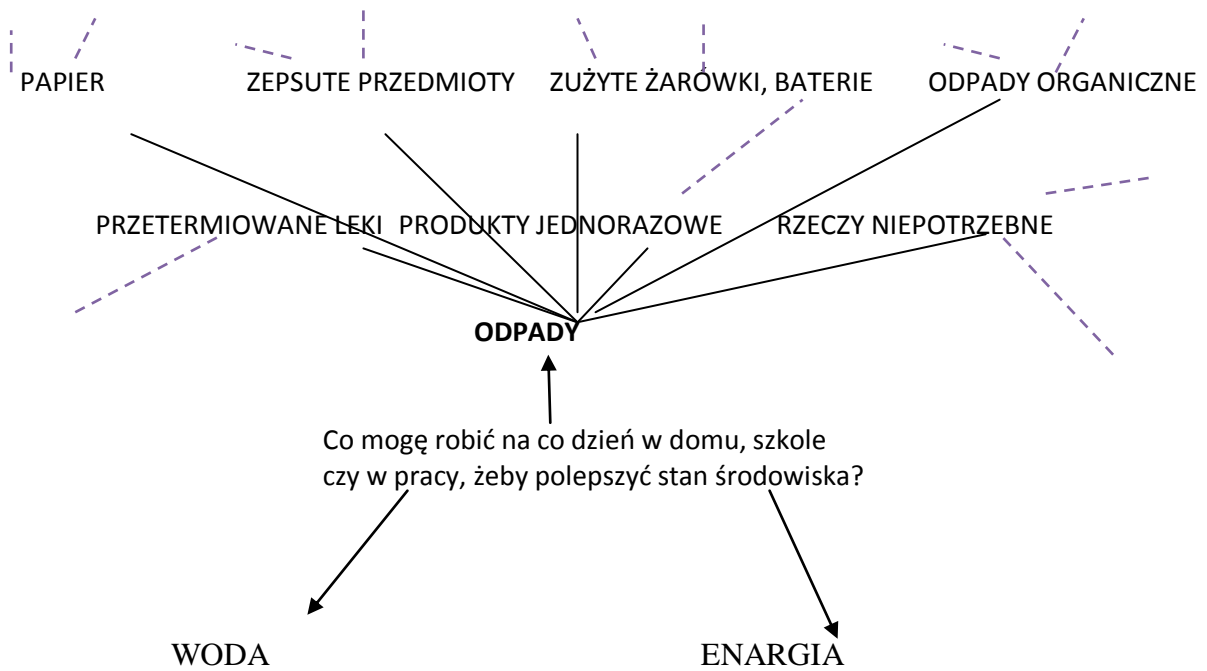 PAPIER ZEPSUTE PRZEDMIOTY ZUŻYTE ŻARÓWKI, BATERIE ODPADY ORGANICZNE
PRZETERMIOWANE LEKI PRODUKTY JEDNORAZOWE RZECZY NIEPOTRZEBNE
ODPADY
Co mogę robić na co dzień w domu, szkole
czy w pracy, żeby polepszyć stan środowiska?
WODA ENARGIA